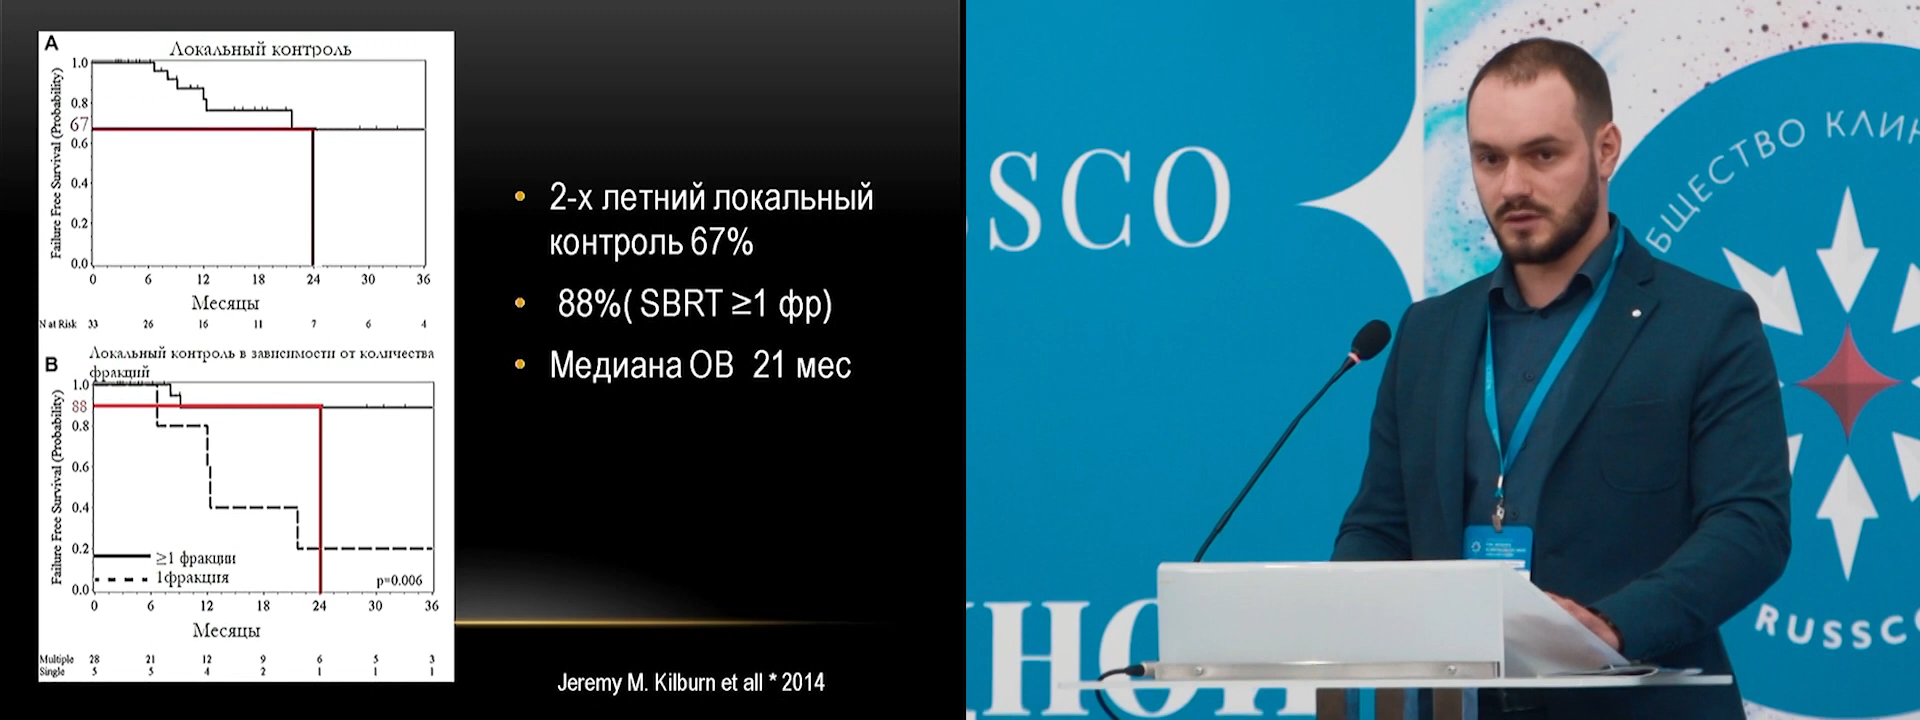 A
Локальный контроль
Failure Free Survival (Probability)
1.0
0.8
67
0.6
0.4
0.2
0.0
0 6 12 18 24 30 36
Месяцы
N at Risk 33 26 16 11 7 6 4
B
Локальный контроль в зависимости от количества
фракций
Failure Free Survival (Probability)
1.0
88
0.8
0.6
0.4
0.2
0.0
≥1 фракции
1фракция
p=0.006
0 6 12 18 24 30 36
Месяцы
Multiple 28 21 12 9 6 5 3
Single 5 5 4 2 1 1 1
• 2-х летний локальный
контроль 67%
• 88%( SBRT ≥1 фр)
• Медиана ОВ 21 мес
Jeremy M. Kilburn et all * 2014
SCO
БЩЕСТВО КЛИН
НОЙ
RUSSC